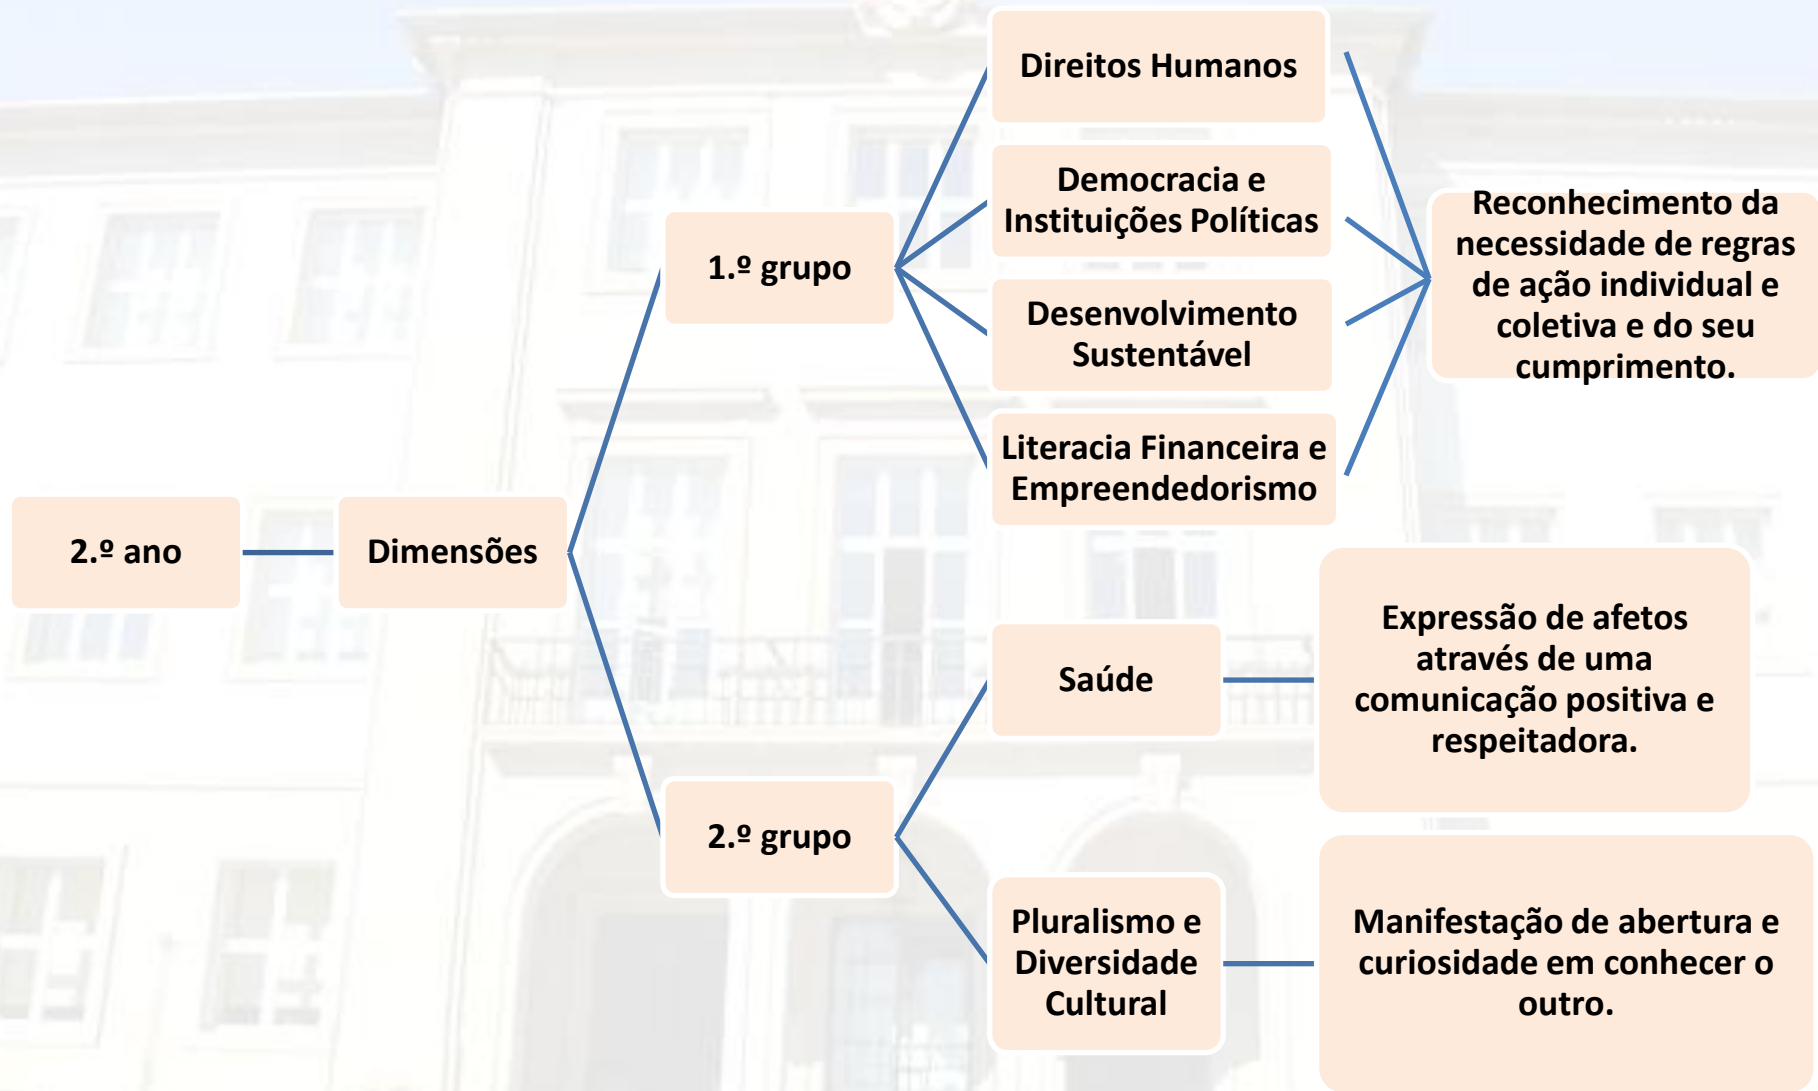 2.º ano
Dimensões
1.º grupo
Direitos Humanos
Democracia e
Instituições Políticas
Desenvolvimento
Sustentável
Literacia Financeira e
Empreendedorismo
Reconhecimento da
necessidade de regras
de ação individual e
coletiva e do seu
cumprimento.
2.º grupo
Saúde
Expressão de afetos
através de uma
comunicação positiva e
respeitadora.
Pluralismo e
Diversidade
Cultural
Manifestação de abertura e
curiosidade em conhecer o
outro.